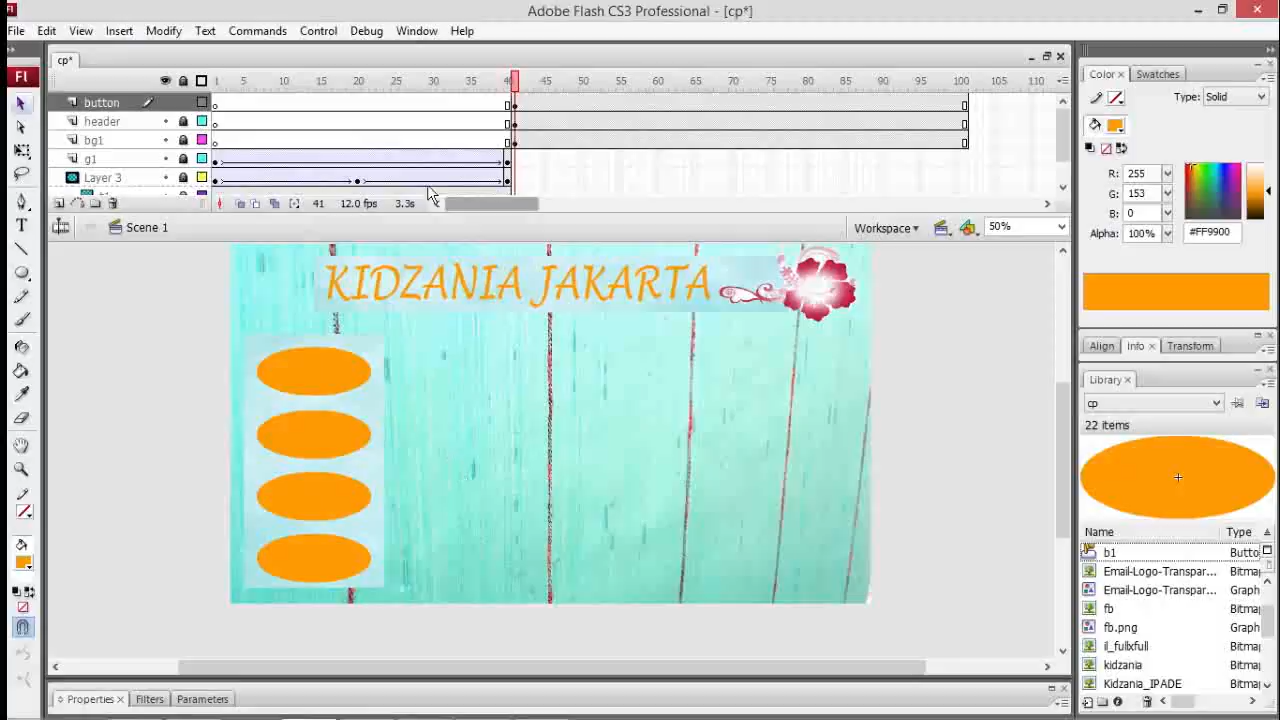 Adobe Flash CS3 Professional - [cp*]
File Edit View Insert Modify Text Commands Control Debug Window Help
Fl
cp*
1 5 10 15 20 25 30 35 40 45 50 55 60 65 70 75 80 85 90 95 100 105 110
button
header
bg1
g1
Layer 3
41 12.0 fps 3.3s
Scene 1
Workspace
50%
KIDZANIA JAKARTA
Properties Filters Parameters
Color Swatches
Type: Solid
R: 255
G: 153
B: 0
Alpha: 100%
#FF9900
Align Info Transform
Library
cp
22 items
Name Type
b1 Butto
Email-Logo-Transpar... Bitmap
Email-Logo-Transpar... Graph
fb Bitmap
fb.png Graph
il_fullxfull Bitmap
kidzania Bitmap
Kidzania_IPADE Bitmap